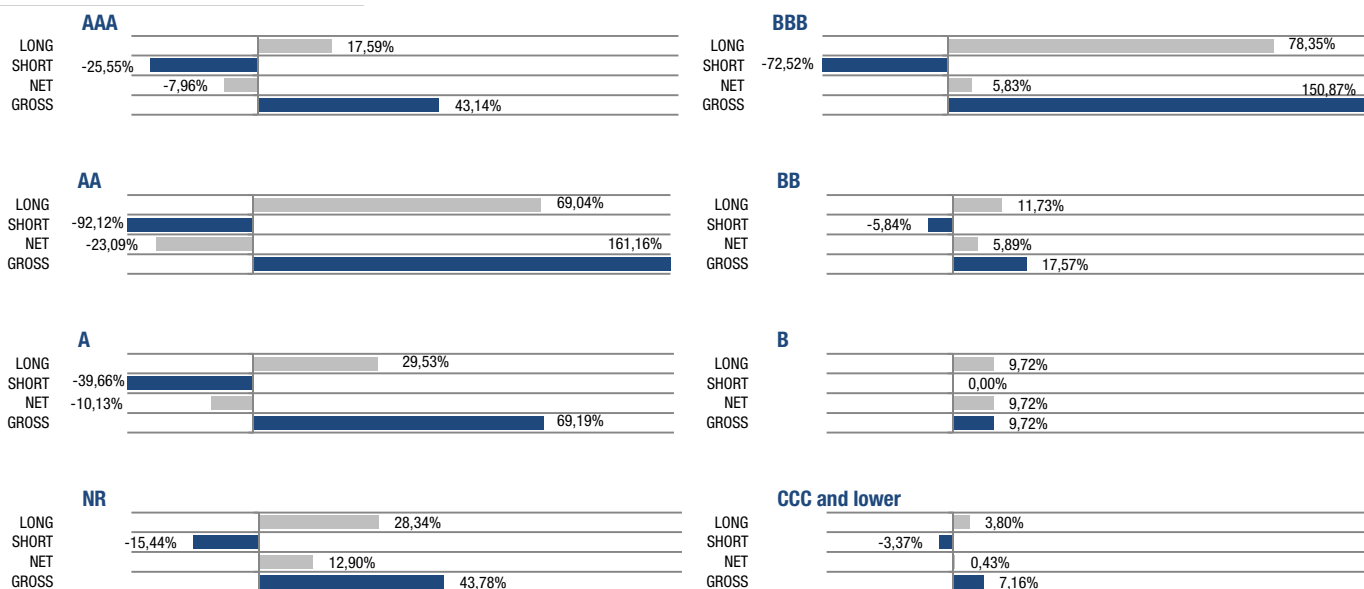 AAA
LONG 17,59%
SHORT -25,55%
NET -7,96%
GROSS 43,14%
BBB
LONG 78,35%
SHORT -72,52%
NET 5,83%
GROSS 150,87%
AA
LONG 69,04%
SHORT -92,12%
NET -23,09%
GROSS 161,16%
BB
LONG 11,73%
SHORT -5,84%
NET 5,89%
GROSS 17,57%
A
LONG 29,53%
SHORT -39,66%
NET -10,13%
GROSS 69,19%
B
LONG 9,72%
SHORT 0,00%
NET 9,72%
GROSS 9,72%
NR
LONG 28,34%
SHORT -15,44%
NET 12,90%
GROSS 43,78%
CCC and lower
LONG 3,80%
SHORT -3,37%
NET 0,43%
GROSS 7,16%